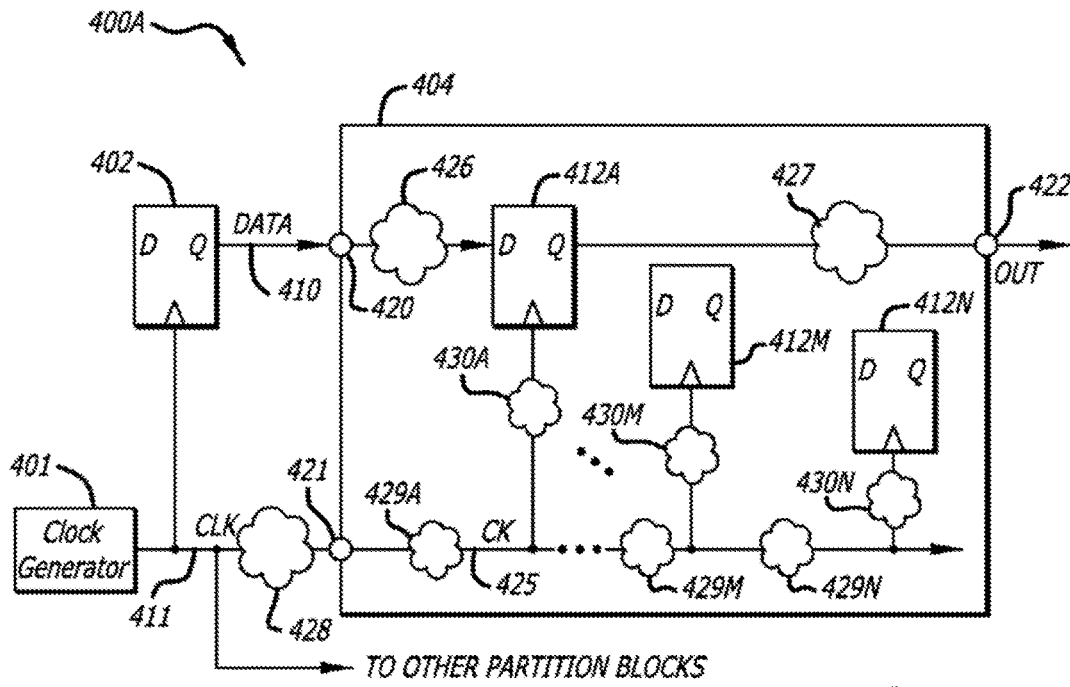 400A
404
402
426
412A
427
422
D Q
DATA
D Q
410
420
OUT
D Q
412M
412N
D Q
430A
430M
401
421
429A
430N
Clock
Generator
CLK
CK
411
428
425
429M
429N
TO OTHER PARTITION BLOCKS